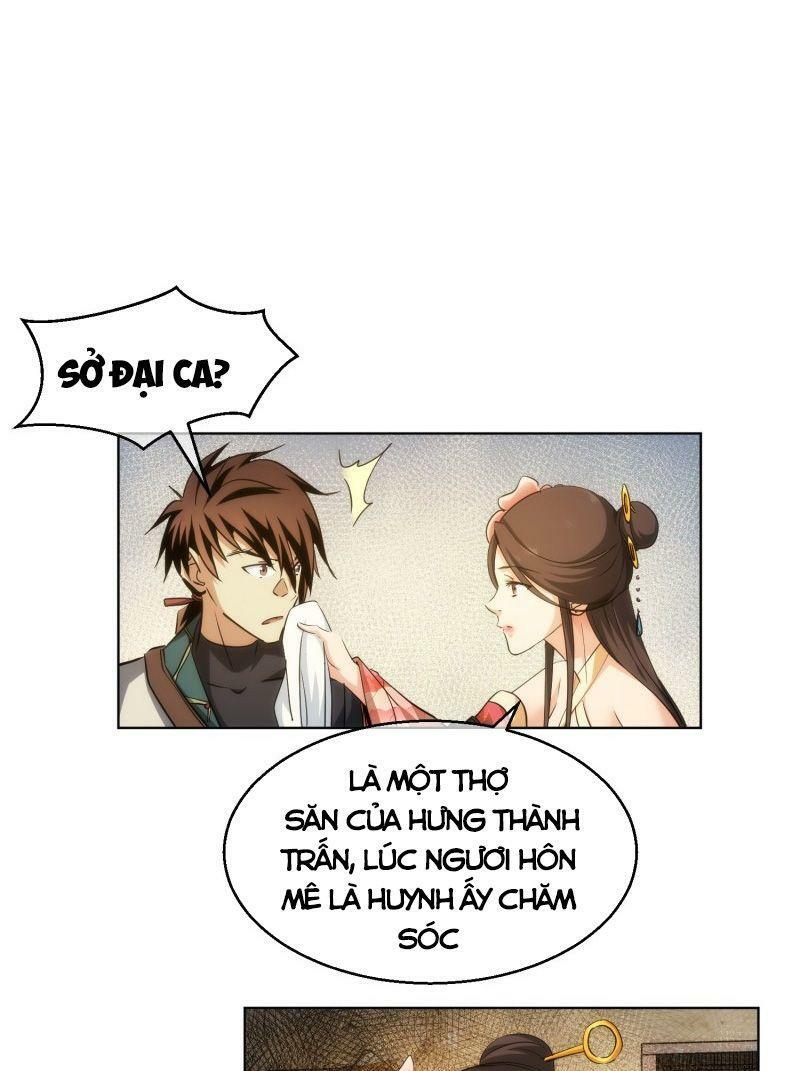 SỞ ĐẠI CA?
LÀ MỘT THỢ
SĂN CỦA HƯNG THÀNH
TRẤN, LÚC NGƯƠI HÔN
MÊ LÀ HUYNH ẤY CHĂM
SÓC